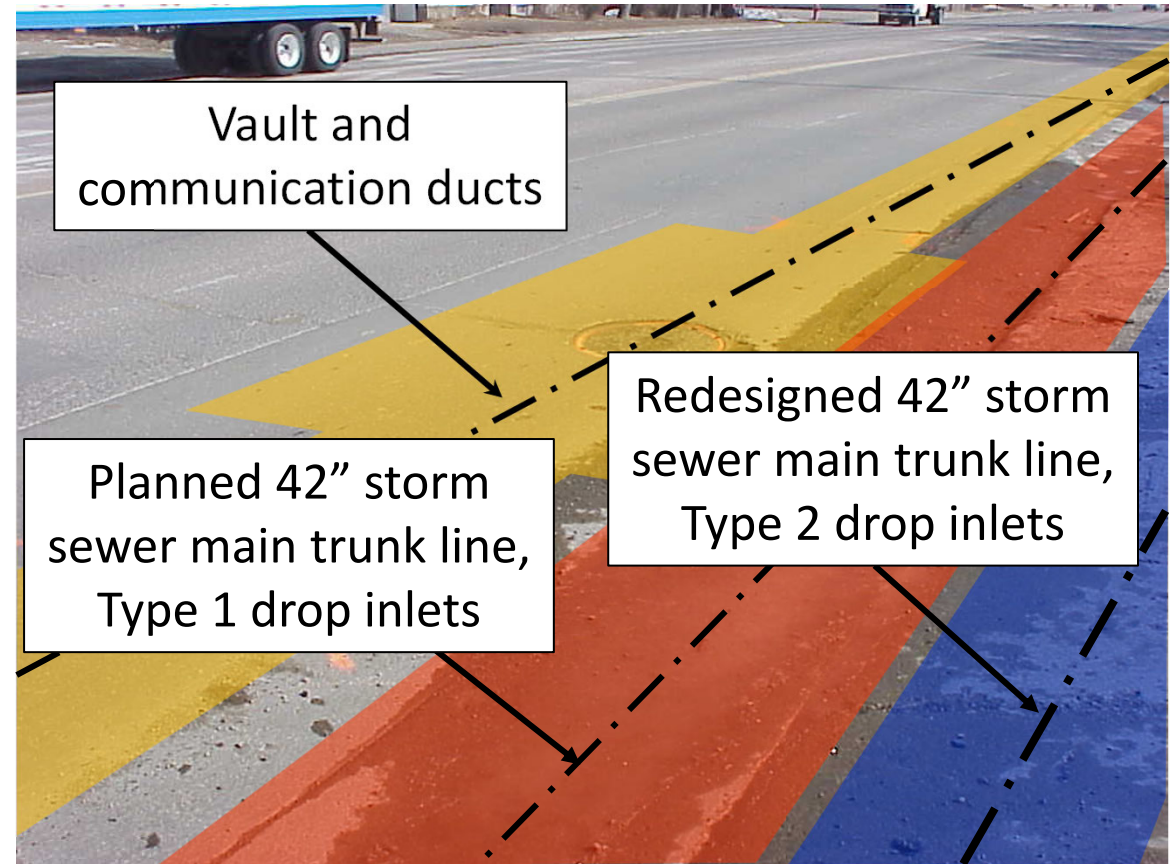 Vault and
communication ducts
Redesigned 42” storm
sewer main trunk line,
Type 2 drop inlets
Planned 42” storm
sewer main trunk line,
Type 1 drop inlets